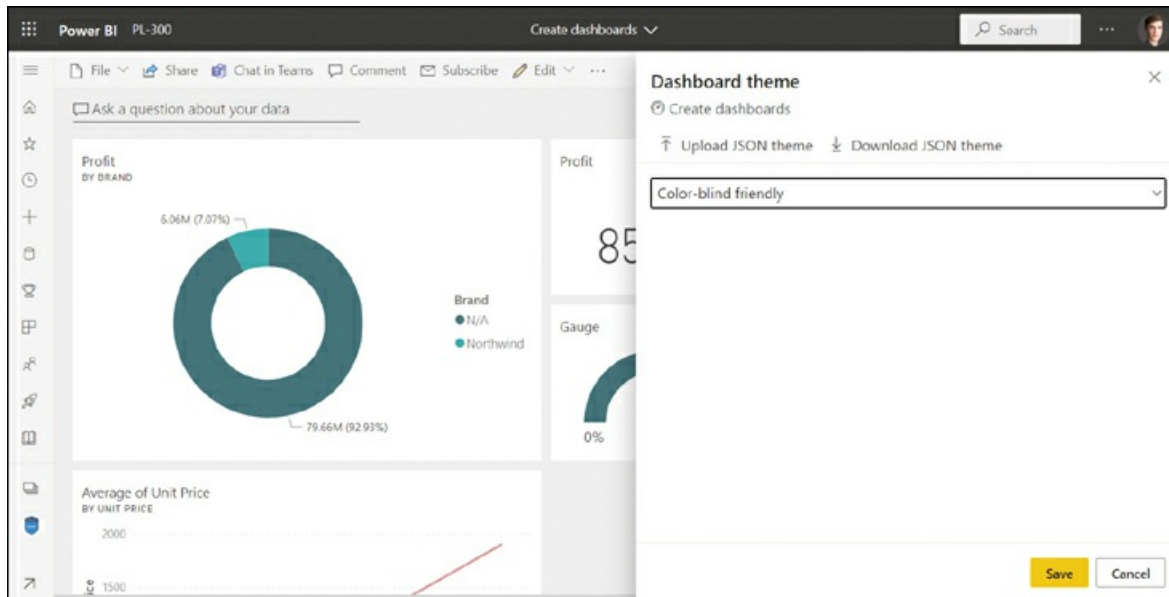 Power BI PL-300 Create dashboards Search ...
File Share Chat in Teams Comment Subscribe Edit ...
Ask a question about your data
Profit
BY BRAND
6.06M (7.07%)
79.66M (92.93%)
Brand
N/A
Northwind
Profit
85
Gauge
0%
Average of Unit Price
BY UNIT PRICE
2000
1500
Dashboard theme
Create dashboards
Upload JSON theme Download JSON theme
Color-blind friendly
Save Cancel